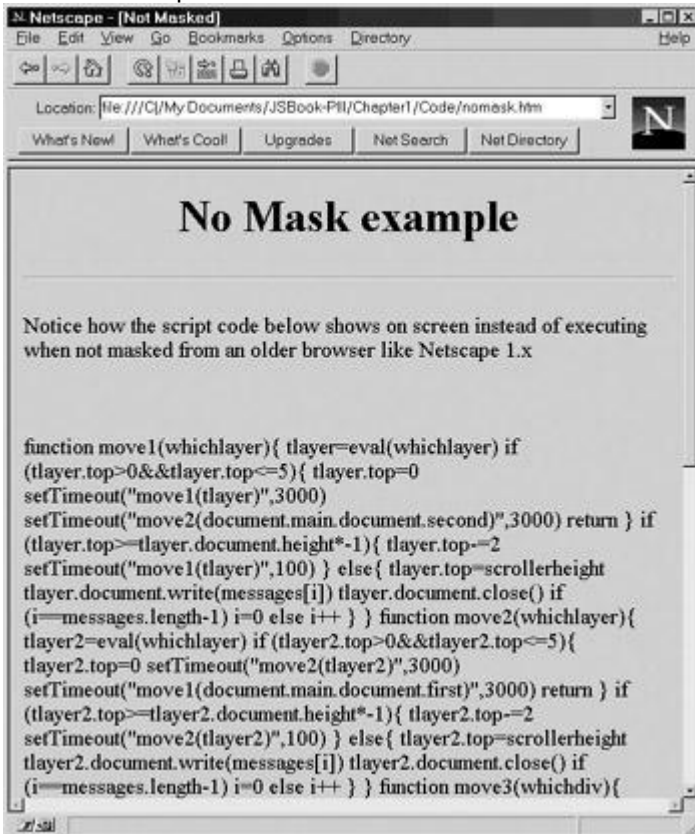 Netscape - [Not Masked]
File Edit View Go Bookmarks Options Directory Help
Location: file:///C|/My Documents/JSBook-PIII/Chapter1/Code/nomask.htm
N
What's New! What's Cool! Upgrades Net Search Net Directory
No Mask example
Notice how the script code below shows on screen instead of executing
when not masked from an older browser like Netscape 1.x
function move1(whichlayer){ tlayer=eval(whichlayer) if
(tlayer.top>0&&tlayer.top<=5){ tlayer.top=0
setTimeout("move1(tlayer)",3000)
setTimeout("move2(document.main.document.second)",3000) return } if
(tlayer.top>=tlayer.document.height*-1){ tlayer.top-=2
setTimeout("move1(tlayer)",100) } else{ tlayer.top=scrollerheight
tlayer.document.write(messages[i]) tlayer.document.close() if
(i==messages.length-1) i=0 else i++ } } function move2(whichlayer){
tlayer2=eval(whichlayer) if (tlayer2.top>0&&tlayer2.top<=5){
tlayer2.top=0 setTimeout("move2(tlayer2)",3000)
setTimeout("move1(document.main.document.first)",3000) return } if
(tlayer2.top>=tlayer2.document.height*-1){ tlayer2.top-=2
setTimeout("move2(tlayer2)",100) } else{ tlayer2.top=scrollerheight
tlayer2.document.write(messages[i]) tlayer2.document.close() if
(i==messages.length-1) i=0 else i++ } } function move3(whichdiv){